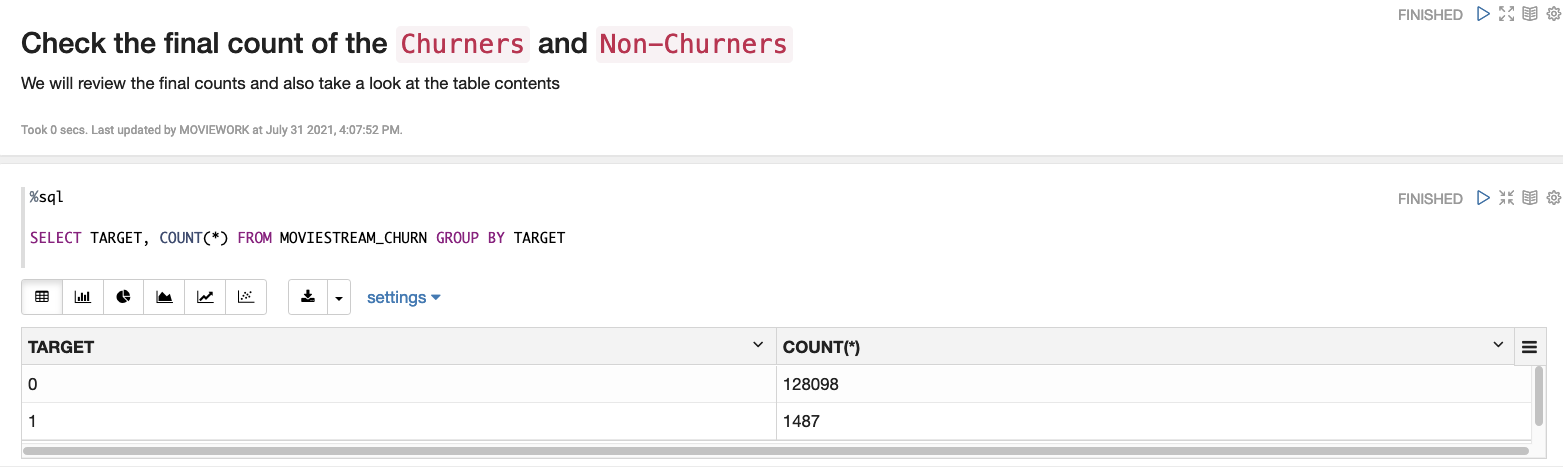 FINISHED
Check the final count of the Churners and Non-Churners
We will review the final counts and also take a look at the table contents
Took 0 secs. Last updated by MOVIEWORK at July 31 2021, 4:07:52 PM.
%sql
FINISHED
SELECT TARGET, COUNT(*) FROM MOVIESTREAM_CHURN GROUP BY TARGET
settings
TARGET COUNT(*)
0 128098
1 1487